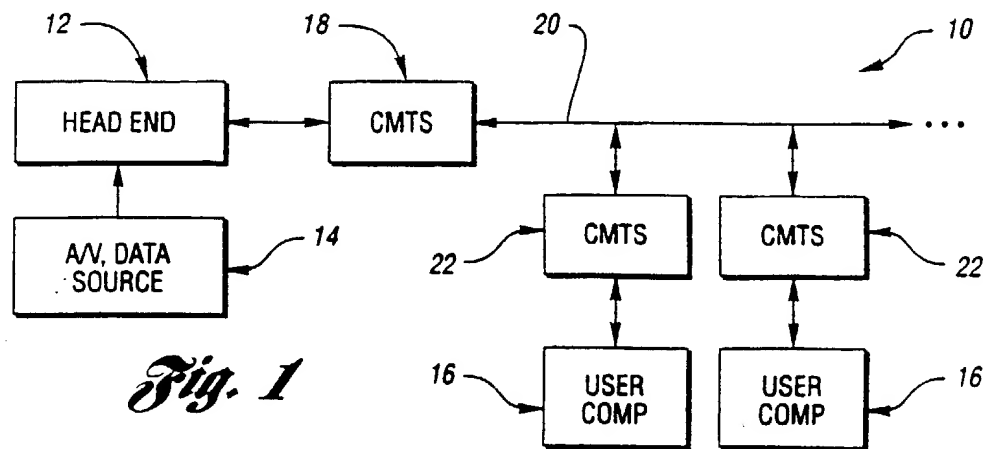 12
18
20
10
HEAD END
CMTS
...
A/V, DATA
SOURCE
14
22
CMTS
CMTS
22
Fig. 1
16
USER
COMP
USER
COMP
16